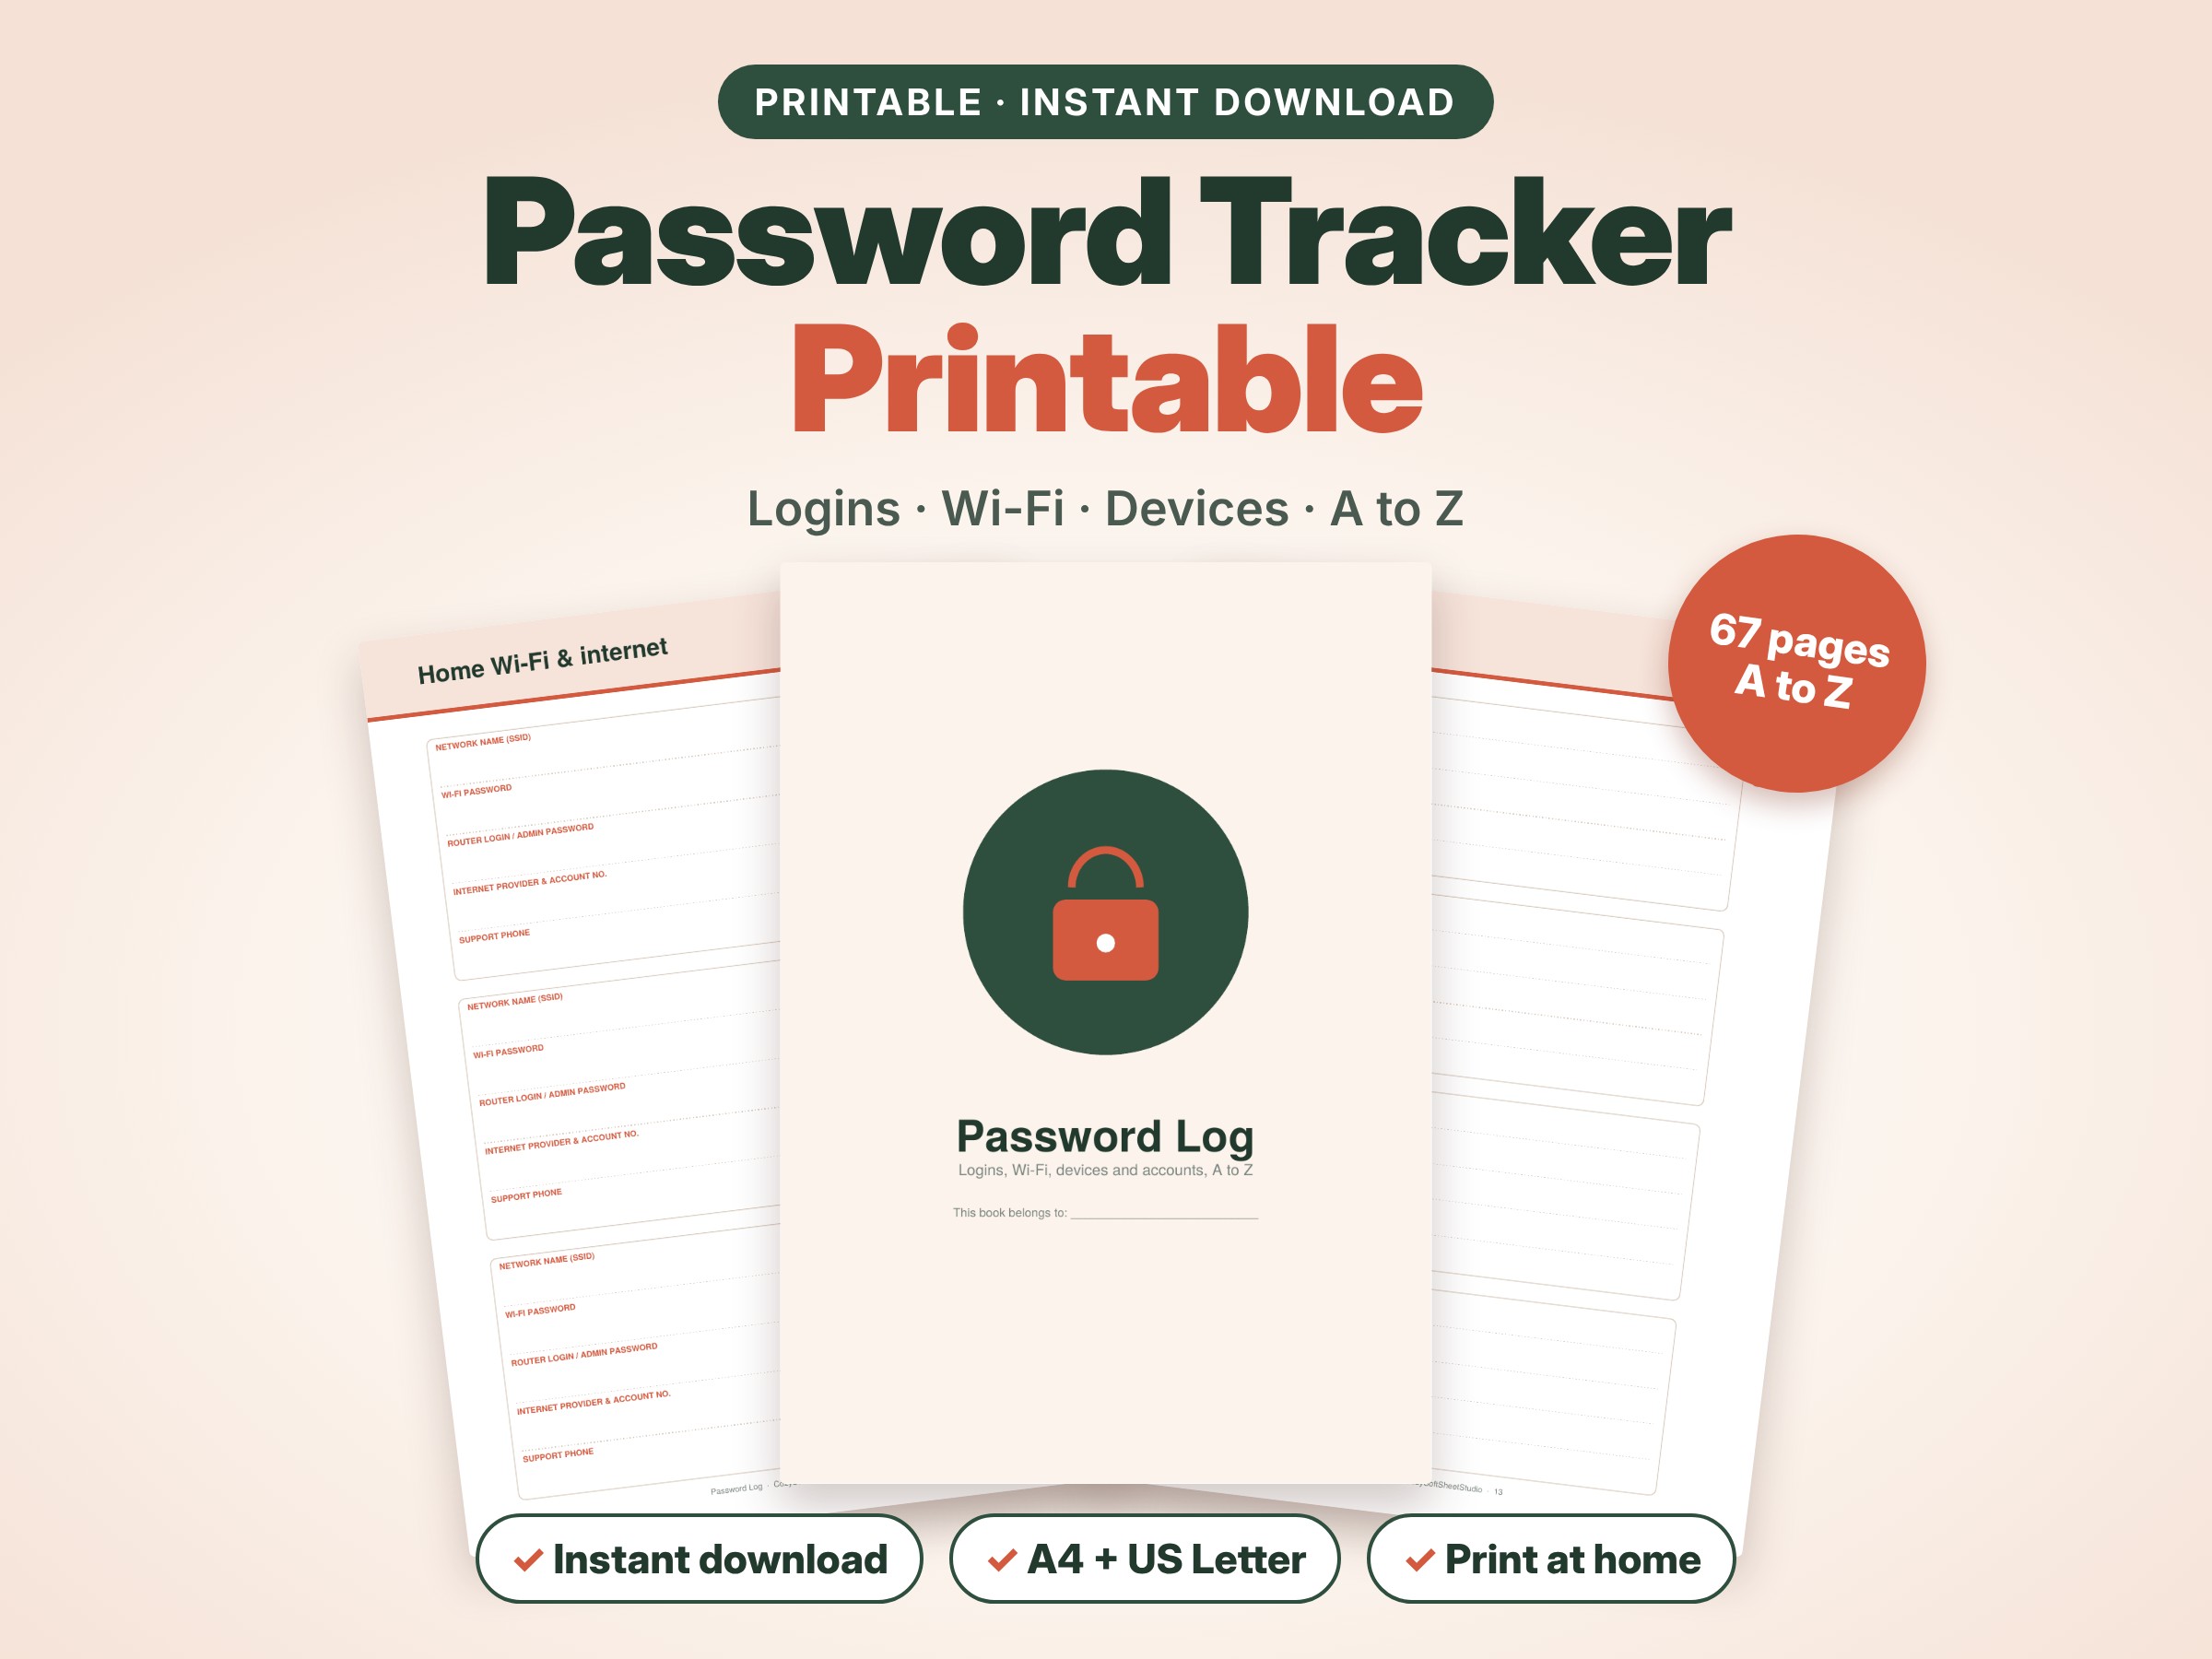 PRINTABLE · INSTANT DOWNLOAD
Password Tracker
Printable
Logins · Wi-Fi · Devices · A to Z
67 pages
A to Z
Home Wi-Fi & internet
NETWORK NAME (SSID)
WI-FI PASSWORD
ROUTER LOGIN / ADMIN PASSWORD
INTERNET PROVIDER & ACCOUNT NO.
SUPPORT PHONE
NETWORK NAME (SSID)
WI-FI PASSWORD
ROUTER LOGIN / ADMIN PASSWORD
INTERNET PROVIDER & ACCOUNT NO.
SUPPORT PHONE
NETWORK NAME (SSID)
WI-FI PASSWORD
ROUTER LOGIN / ADMIN PASSWORD
INTERNET PROVIDER & ACCOUNT NO.
SUPPORT PHONE
Password Log ·
Password Log
Logins, Wi-Fi, devices and accounts, A to Z
This book belongs to:
oftSheetStudio · 13
Instant download
A4 + US Letter
Print at home